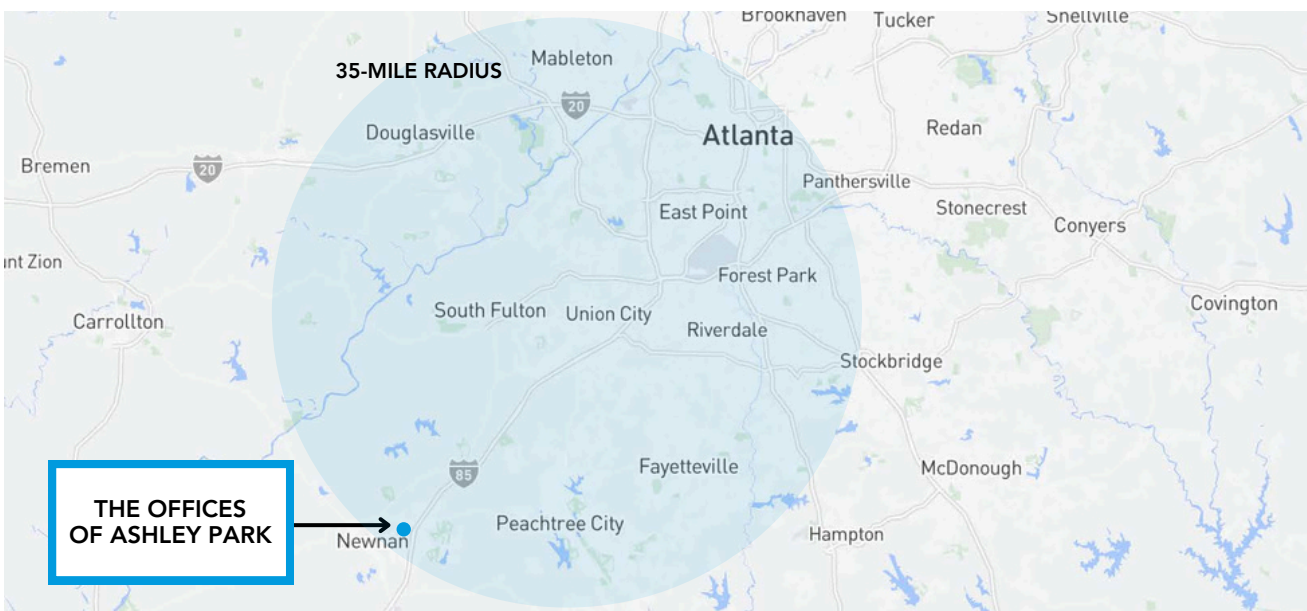 Brookhaven
Tucker
Snellville
Mableton
35-MILE RADIUS
20
Douglasville
Atlanta
Redan
Bremen
20
Panthersville
East Point
Stonecrest
Conyers
nt Zion
Forest Park
Covington
South Fulton
Union City
Carrollton
Riverdale
Stockbridge
Fayetteville
McDonough
85
THE OFFICES
OF ASHLEY PARK
Peachtree City
Newnan
Hampton